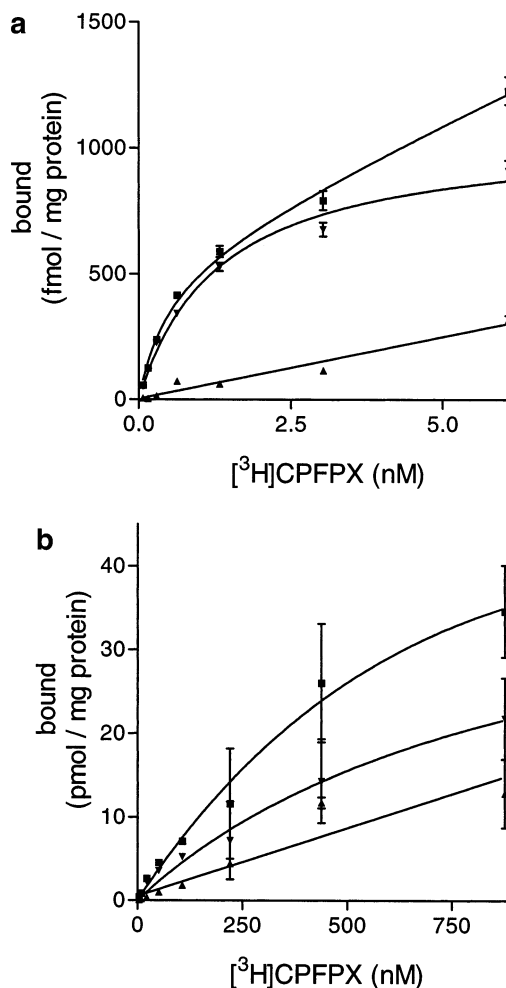 a
1500
1000
500
0
bound
(fmol / mg protein)
0.0
2.5
5.0
[³H]CPFPX (nM)
b
40
30
20
10
0
bound
(pmol / mg protein)
0
250
500
750
[³H]CPFPX (nM)